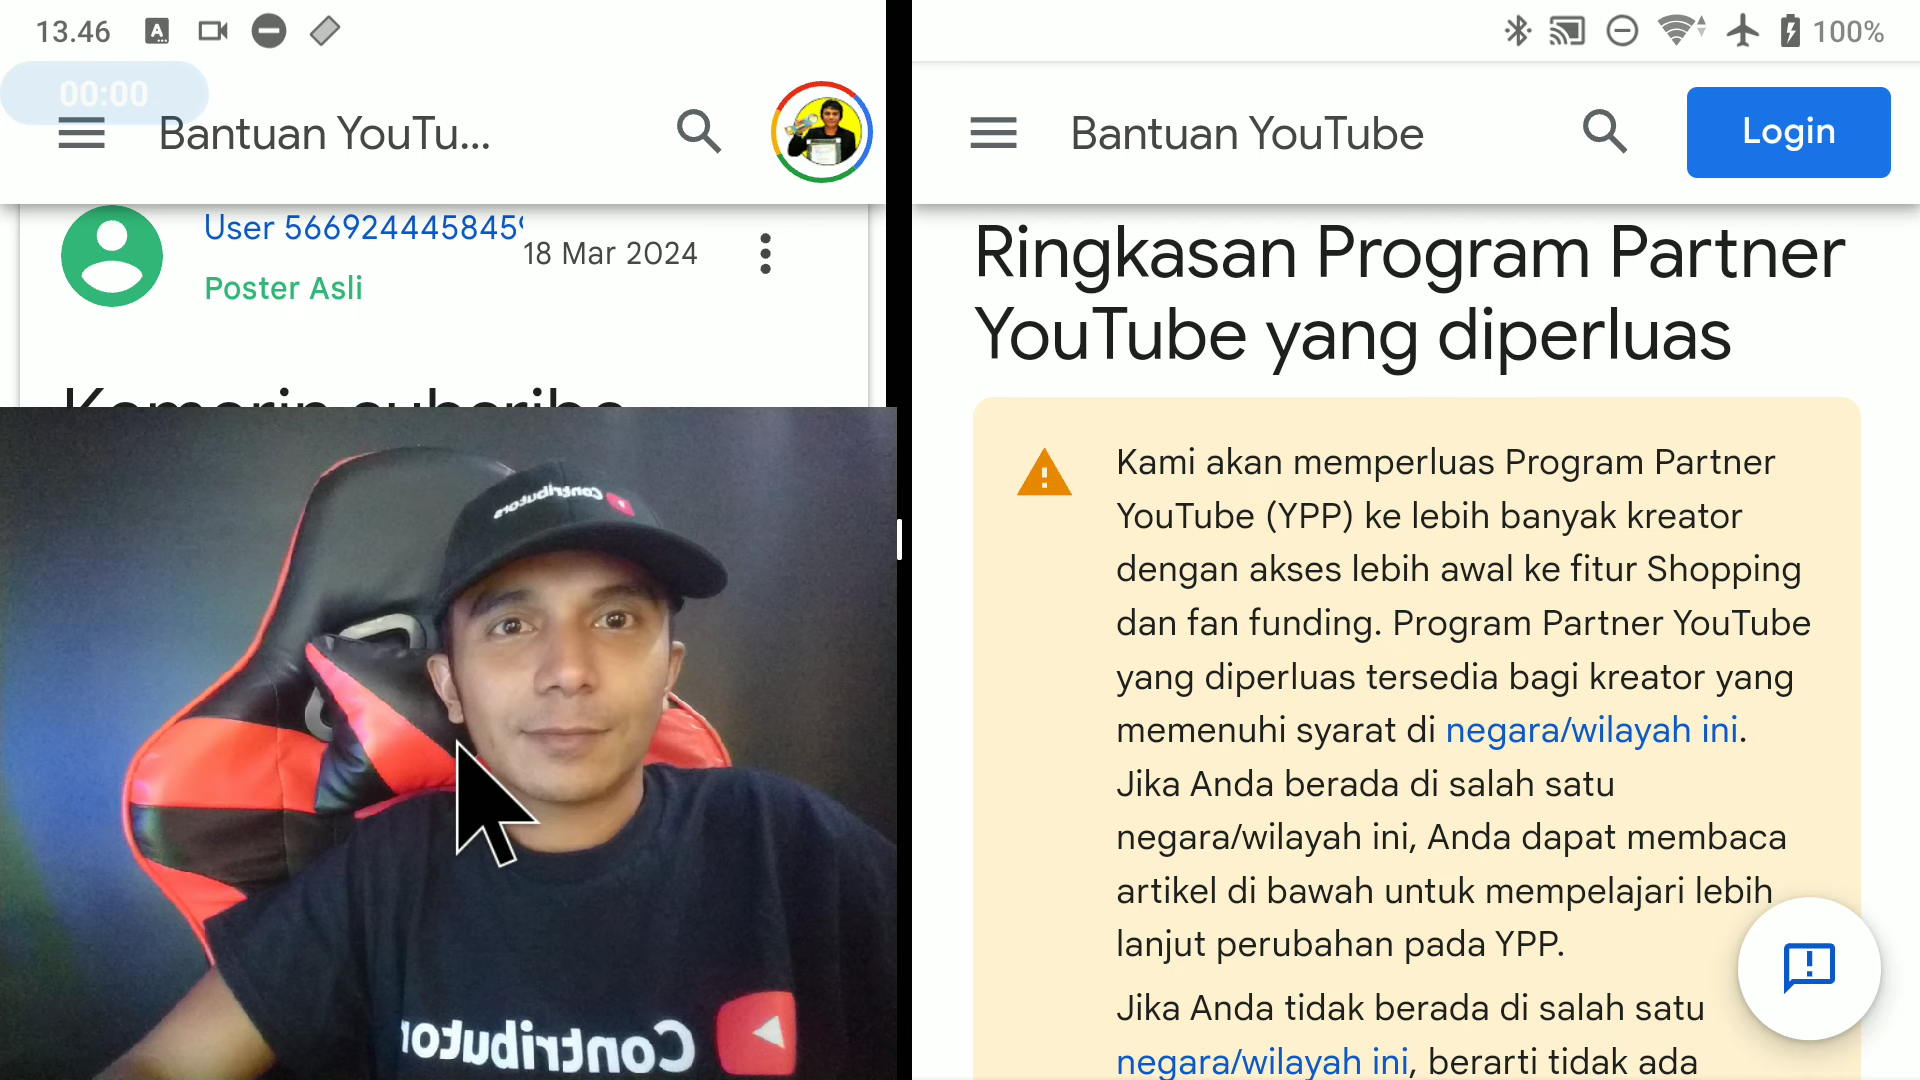 13.46
100%
00:00
Bantuan YouTu...
User 566924445845
18 Mar 2024
Poster Asli
Kemarin subscribe
Contributors
Contributor
Bantuan YouTube
Login
Ringkasan Program Partner
YouTube yang diperluas
Kami akan memperluas Program Partner
YouTube (YPP) ke lebih banyak kreator
dengan akses lebih awal ke fitur Shopping
dan fan funding. Program Partner YouTube
yang diperluas tersedia bagi kreator yang
memenuhi syarat di negara/wilayah ini.
Jika Anda berada di salah satu
negara/wilayah ini, Anda dapat membaca
artikel di bawah untuk mempelajari lebih
lanjut perubahan pada YPP.
Jika Anda tidak berada di salah satu
negara/wilayah ini, berarti tidak ada